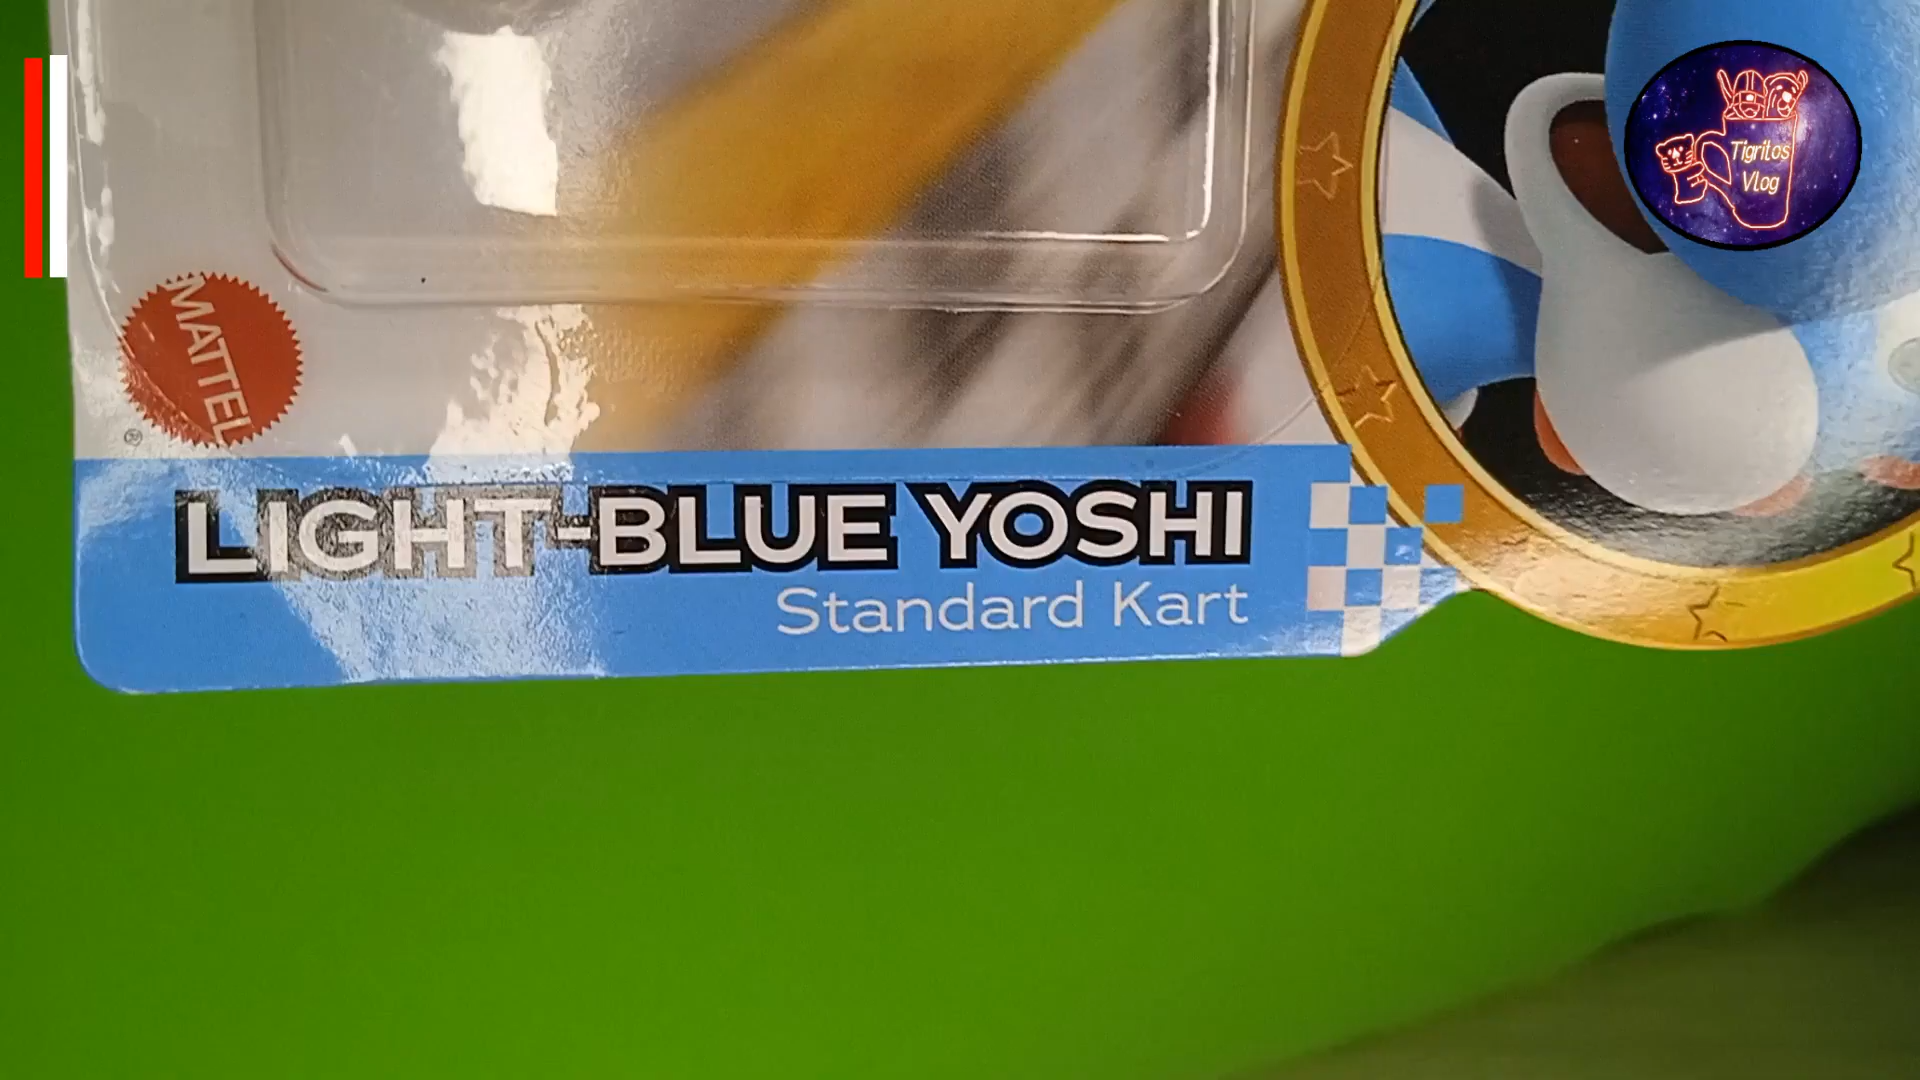 Tigritos
Vlog
MATTEL
®
LIGHT-BLUE YOSHI
Standard Kart